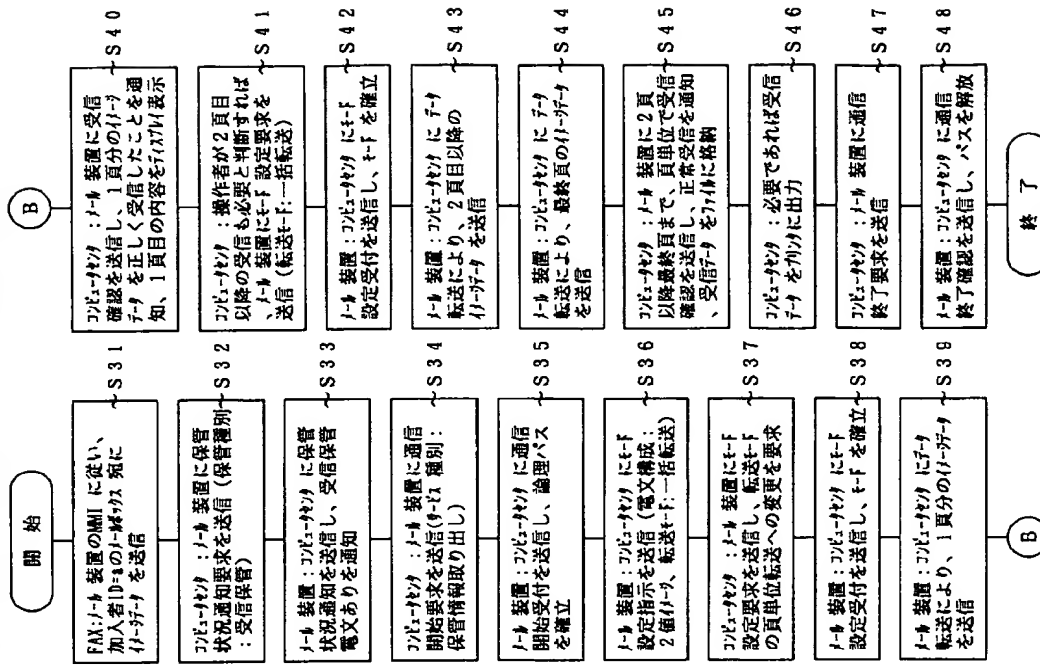 開 始
FAX:メール 装置のMMI に従い、
加入者ID=aのメールボックス 宛に
イメージデータ を送信
~S31
コンピュータセンタ :メール 装置に保管
状況通知要求を送信 (保管種別
:受信保管)
~S32
メール 装置:コンピュータセンタ に保管
状況通知を送信し、受信保管
電文ありを通知
~S33
コンピュータセンタ :メール 装置に通信
開始要求を送信(サービス 種別:
保管情報取り出し)
~S34
メール 装置:コンピュータセンタ に通信
開始受付を送信し、論理パス
を確立
~S35
メール 装置:コンピュータセンタ にモード
設定指示を送信 (電文構成:
2値イメージ、転送モード:一括転送)
~S36
コンピュータセンタ :メール 装置にモード
設定要求を送信し、転送モード
の頁単位転送への変更を要求
~S37
メール 装置:コンピュータセンタ にモード
設定受付を送信し、モード を確立
~S38
メール 装置:コンピュータセンタ にデータ
転送により、1頁分のイメージデータ
を送信
~S39
B
B
コンピュータセンタ :メール 装置に受信
確認を送信し、1頁分のイメージ
データ を正しく受信したことを通
知、1頁目の内容をディスプレイ表示
~S40
コンピュータセンタ : 操作者が2頁目
以降の受信も必要と判断すれば
、メール 装置にモード 設定要求を
送信 (転送モード:一括転送)
~S41
メール 装置:コンピュータセンタ にモード
設定受付を送信し、モード を確立
~S42
メール 装置:コンピュータセンタ にデータ
転送により、2頁目以降の
イメージデータ を送信
~S43
メール 装置:コンピュータセンタ にデータ
転送により、最終頁のイメージデータ
を送信
~S44
コンピュータセンタ :メール 装置に2頁
以降最終頁まで、頁単位で受信
確認を送信し、正常受信を通知
、受信データ をファイルに格納
~S45
コンピュータセンタ :必要であれば受信
データ をプリンタに出力
~S46
コンピュータセンタ :メール 装置に通信
終了要求を送信
~S47
メール 装置:コンピュータセンタ に通信
終了確認を送信し、パスを解放
~S48
終 了